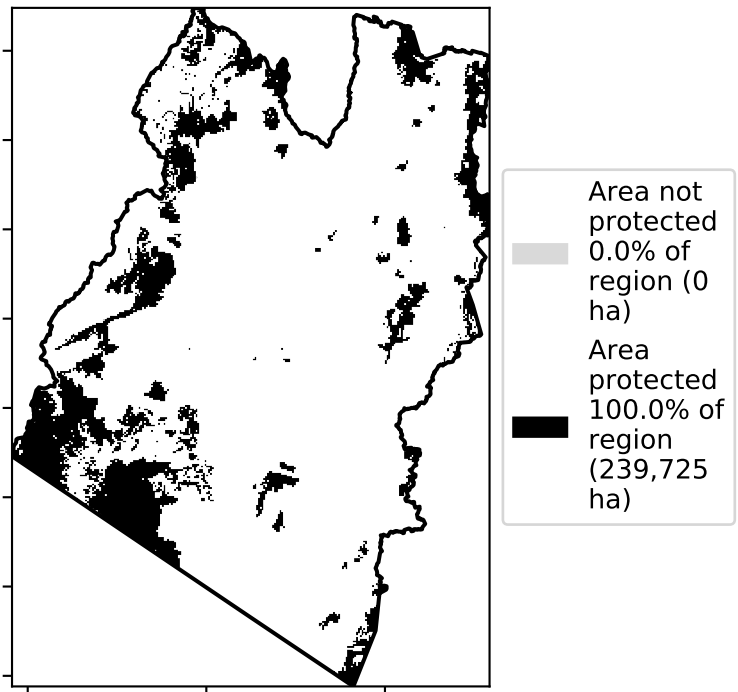 Area not
protected
0.0% of
region (0
ha)
Area
protected
100.0% of
region
(239,725
ha)